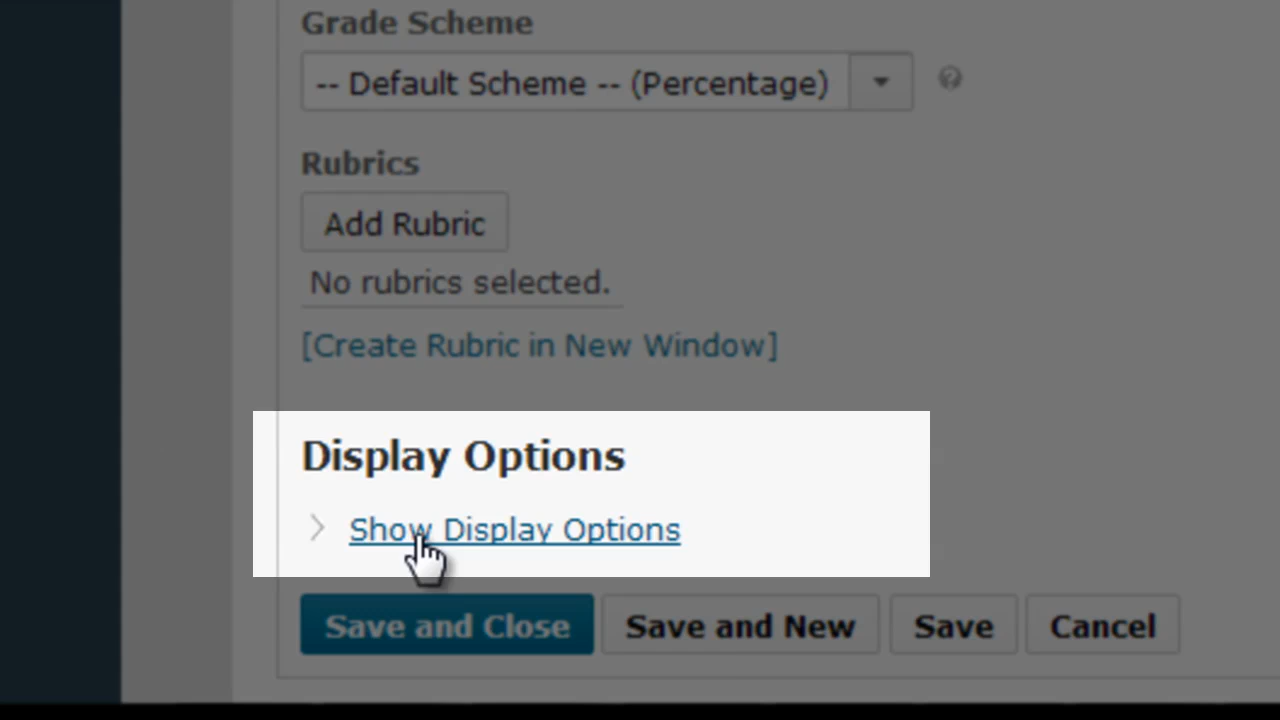 Grade Scheme
-- Default Scheme -- (Percentage)
Rubrics
Add Rubric
No rubrics selected.
[Create Rubric in New Window]
Display Options
Show Display Options
Save and Close Save and New Save Cancel